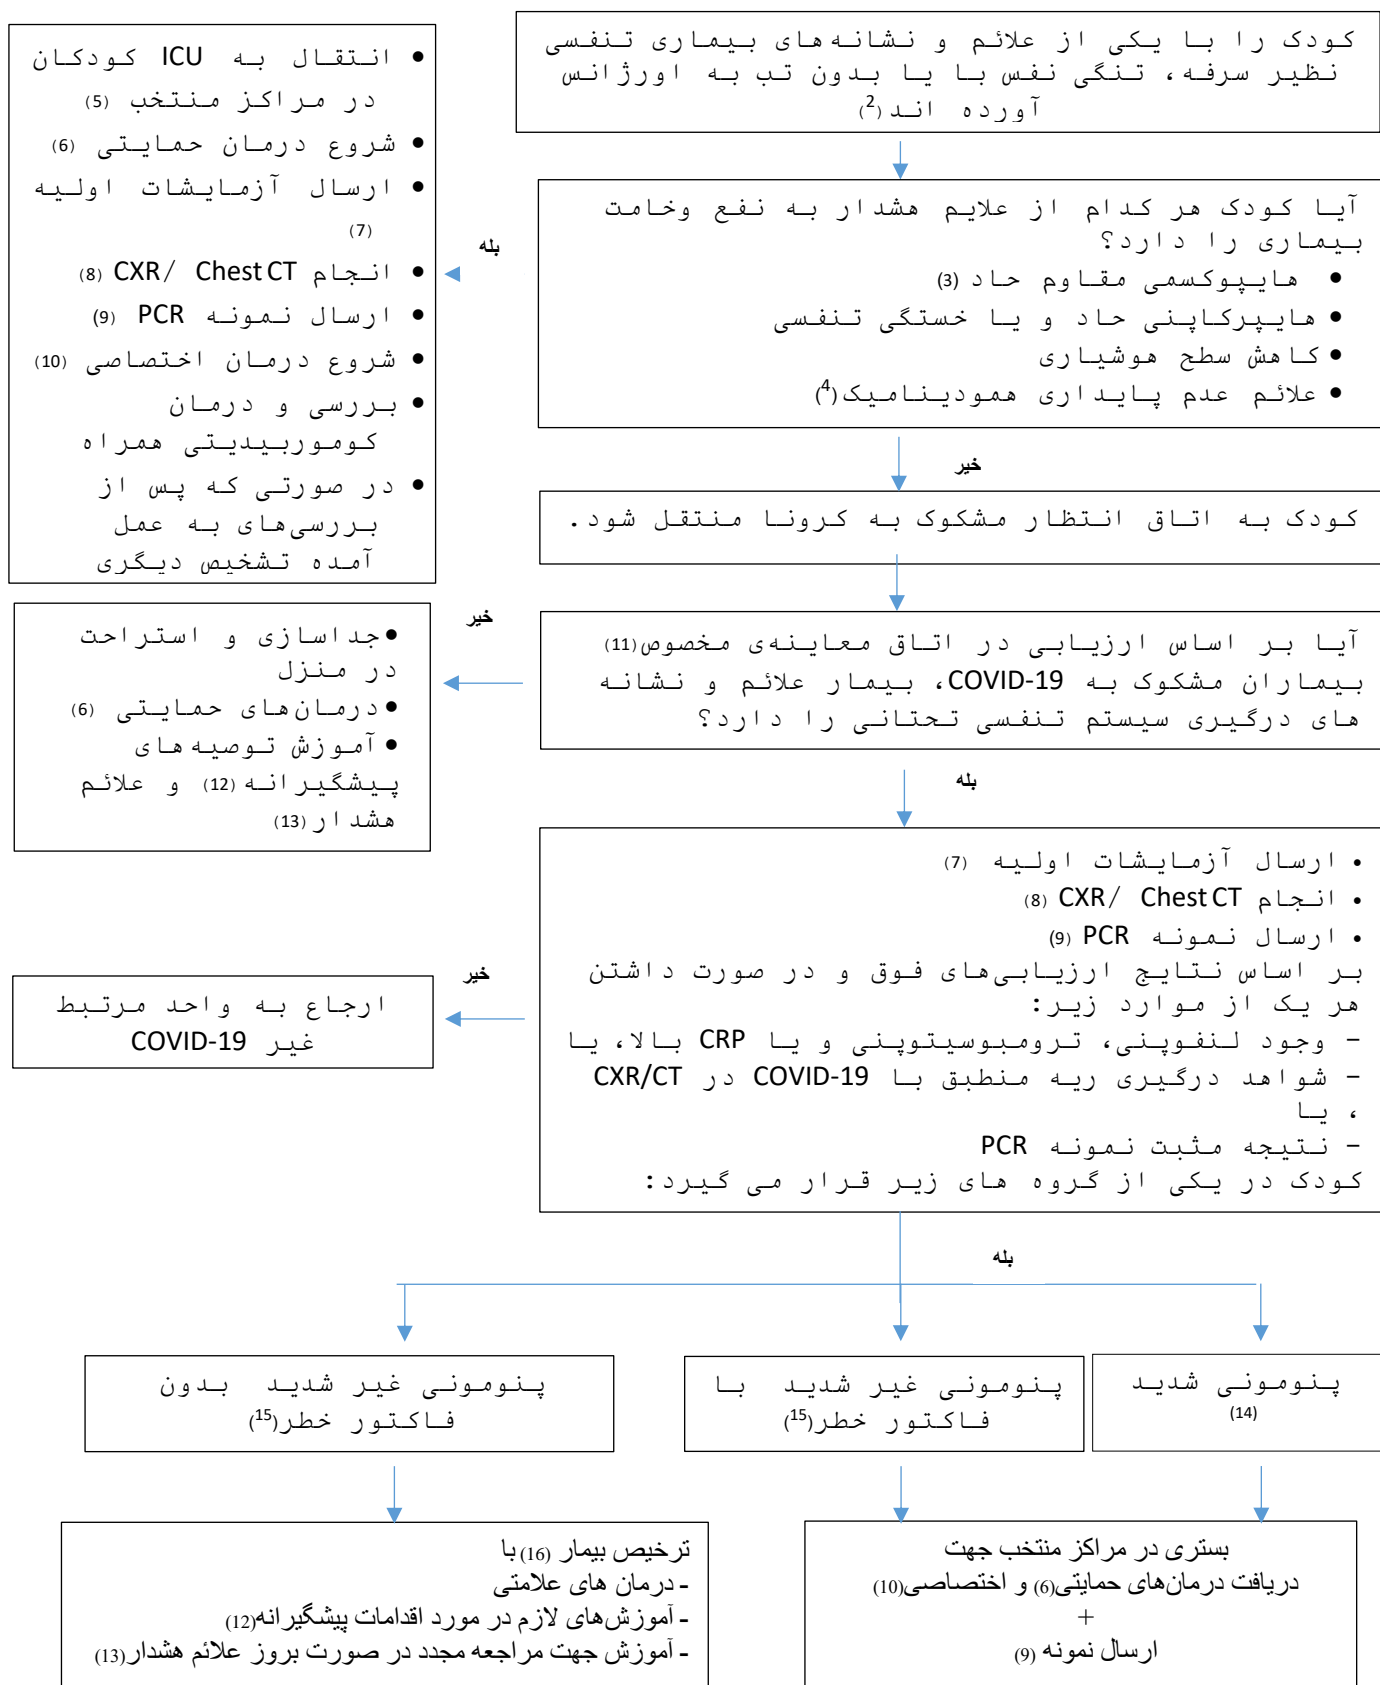 کودک را با یکی از علائم و نشانه های بیماری تنفسی
نظیر سرفه، تنگی نفس با یا بدون تب به اورژانس
آورده اند(2)
آیا کودک هر کدام از علایم هشدار به نفع وخامت
بیماری را دارد؟
• هایپوکسمی مقاوم حاد (3)
• هایپرکاپنی حاد و یا خستگی تنفسی
• کاهش سطح هوشیاری
• علائم عدم پایداری همودینامیک(4)
بله
• انتقال به ICU کودکان
در مراکز منتخب (5)
• شروع درمان حمایتی (6)
• ارسال آزمایشات اولیه
(7)
• انجام CXR/ Chest CT (8)
• ارسال نمونه PCR (9)
• شروع درمان اختصاصی (10)
• بررسی و درمان
کوموربیدیتی همراه
• در صورتی که پس از
بررسی‌های به عمل
آمده تشخیص دیگری
خیر
کودک به اتاق انتظار مشکوک به کرونا منتقل شود.
آیا بر اساس ارزیابی در اتاق معاینه‌ی مخصوص(11)
بیماران مشکوک به COVID-19، بیمار علائم و نشانه
های درگیری سیستم تنفسی تحتانی را دارد؟
خیر
• جداسازی و استراحت
در منزل
• درمان‌های حمایتی (6)
• آموزش توصیه های
پیشگیرانه (12) و علائم
هشدار (13)
بله
• ارسال آزمایشات اولیه (7)
• انجام CXR/ Chest CT (8)
• ارسال نمونه PCR (9)
بر اساس نتایج ارزیابی‌های فوق و در صورت داشتن
هر یک از موارد زیر:
- وجود لنفوپنی، ترومبوسیتوپنی و یا CRP بالا، یا
- شواهد درگیری ریه منطبق با COVID-19 در CXR/CT
، یا
- نتیجه مثبت نمونه PCR
کودک در یکی از گروه های زیر قرار می گیرد:
خیر
ارجاع به واحد مرتبط
غیر COVID-19
بله
پنومونی شدید
(14)
پنومونی غیر شدید با
فاکتور خطر(15)
پنومونی غیر شدید بدون
فاکتور خطر(15)
بستری در مراکز منتخب جهت
دریافت درمان‌های حمایتی(6) و اختصاصی(10)
+
ارسال نمونه (9)
ترخیص بیمار (16) با
- درمان های علامتی
- آموزش‌های لازم در مورد اقدامات پیشگیرانه(12)
- آموزش جهت مراجعه مجدد در صورت بروز علائم هشدار(13)